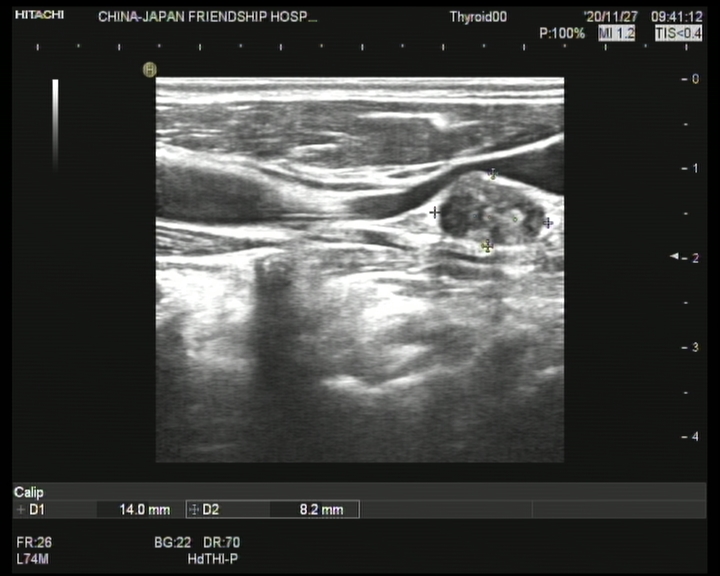 HITACHI CHINA-JAPAN FRIENDSHIP HOSP... Thyroid00 '20/11/27 09:41:12
P:100% MI 1.2 TIS<0.4
H
0
1
2
3
4
Calip
D1 14.0 mm D2 8.2 mm
FR:26 BG:22 DR:70
L74M HdTHI-P